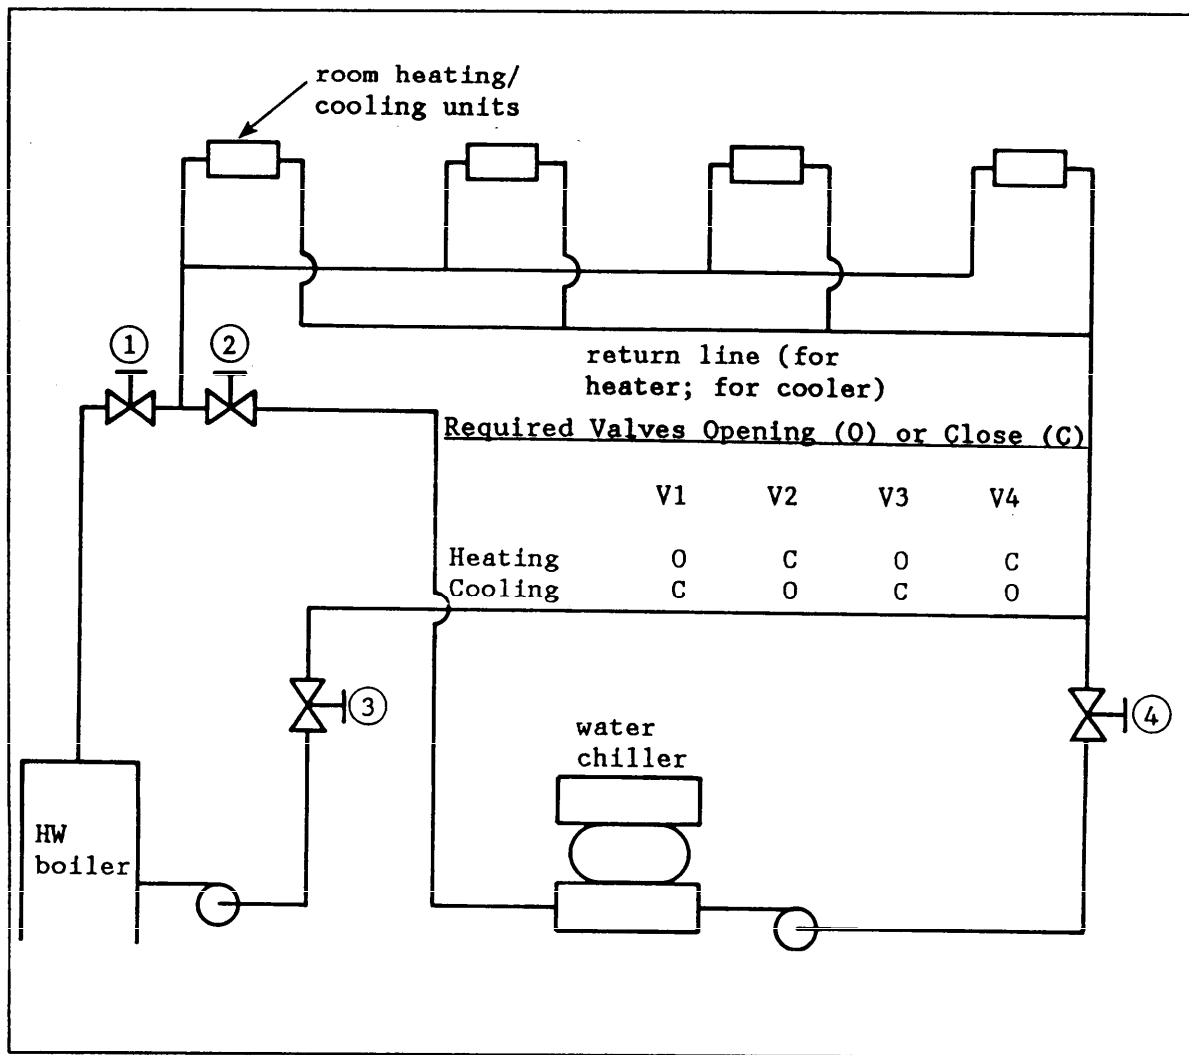 room heating/
cooling units
1
2
return line (for
heater; for cooler)
Required Valves Opening (O) or Close (C)
V1 V2 V3 V4
Heating O C O C
Cooling C O C O
3
4
water
chiller
HW
boiler